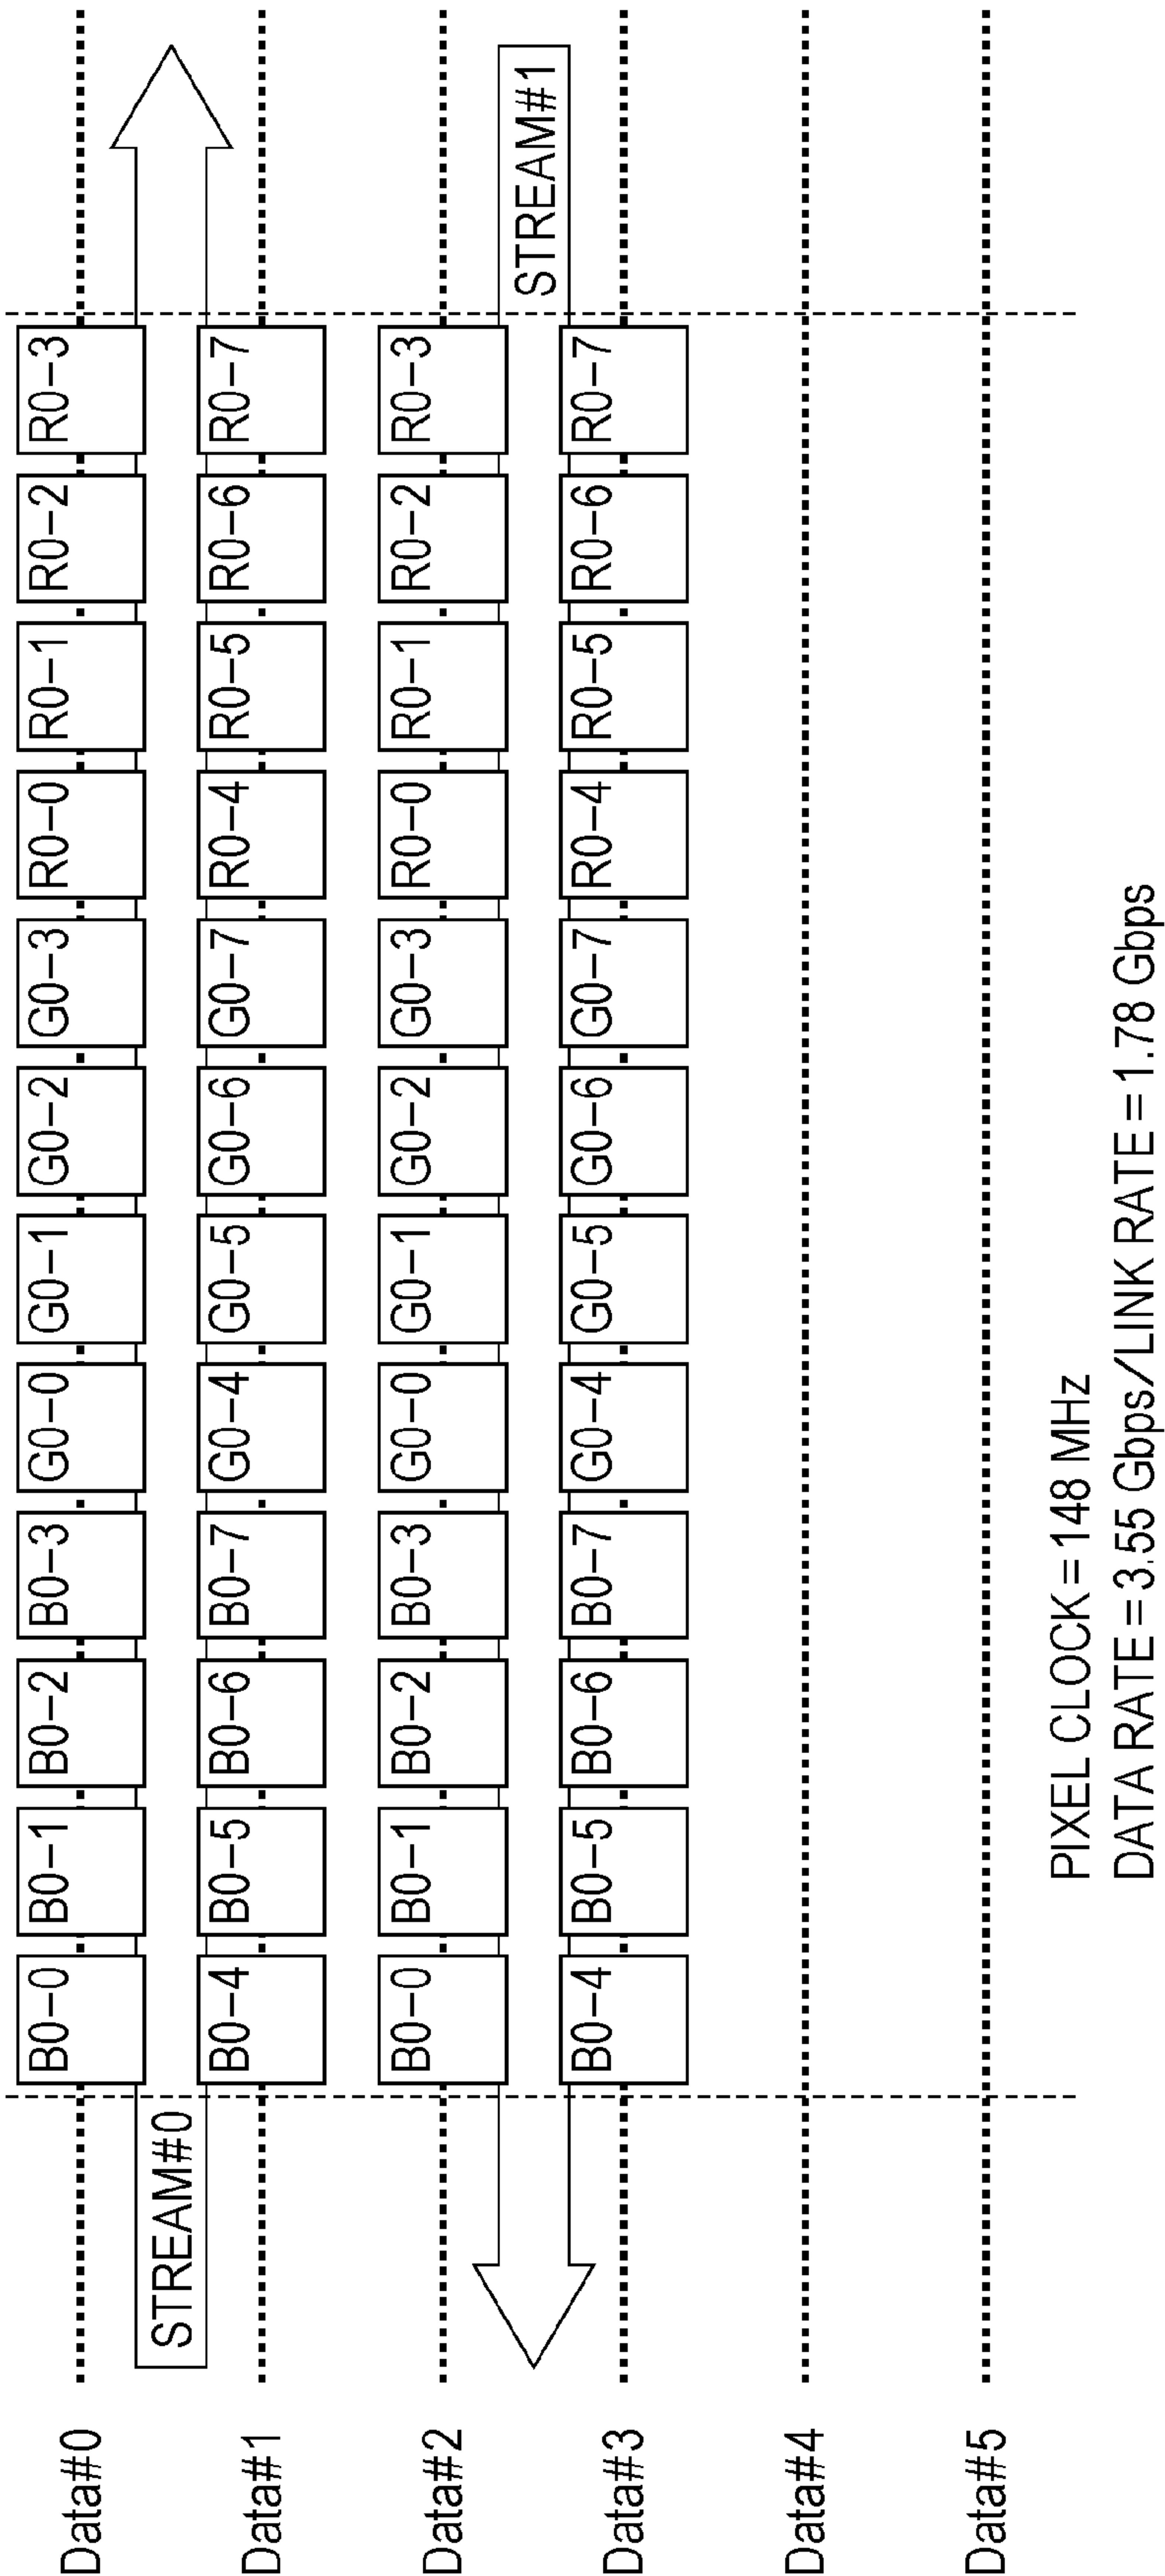 Data#0 B0-0 B0-1 B0-2 B0-3 G0-0 G0-1 G0-2 G0-3 R0-0 R0-1 R0-2 R0-3
STREAM#0
Data#1 B0-4 B0-5 B0-6 B0-7 G0-4 G0-5 G0-6 G0-7 R0-4 R0-5 R0-6 R0-7
Data#2 B0-0 B0-1 B0-2 B0-3 G0-0 G0-1 G0-2 G0-3 R0-0 R0-1 R0-2 R0-3
STREAM#1
Data#3 B0-4 B0-5 B0-6 B0-7 G0-4 G0-5 G0-6 G0-7 R0-4 R0-5 R0-6 R0-7
Data#4
Data#5
PIXEL CLOCK = 148 MHz
DATA RATE = 3.55 Gbps/LINK RATE = 1.78 Gbps